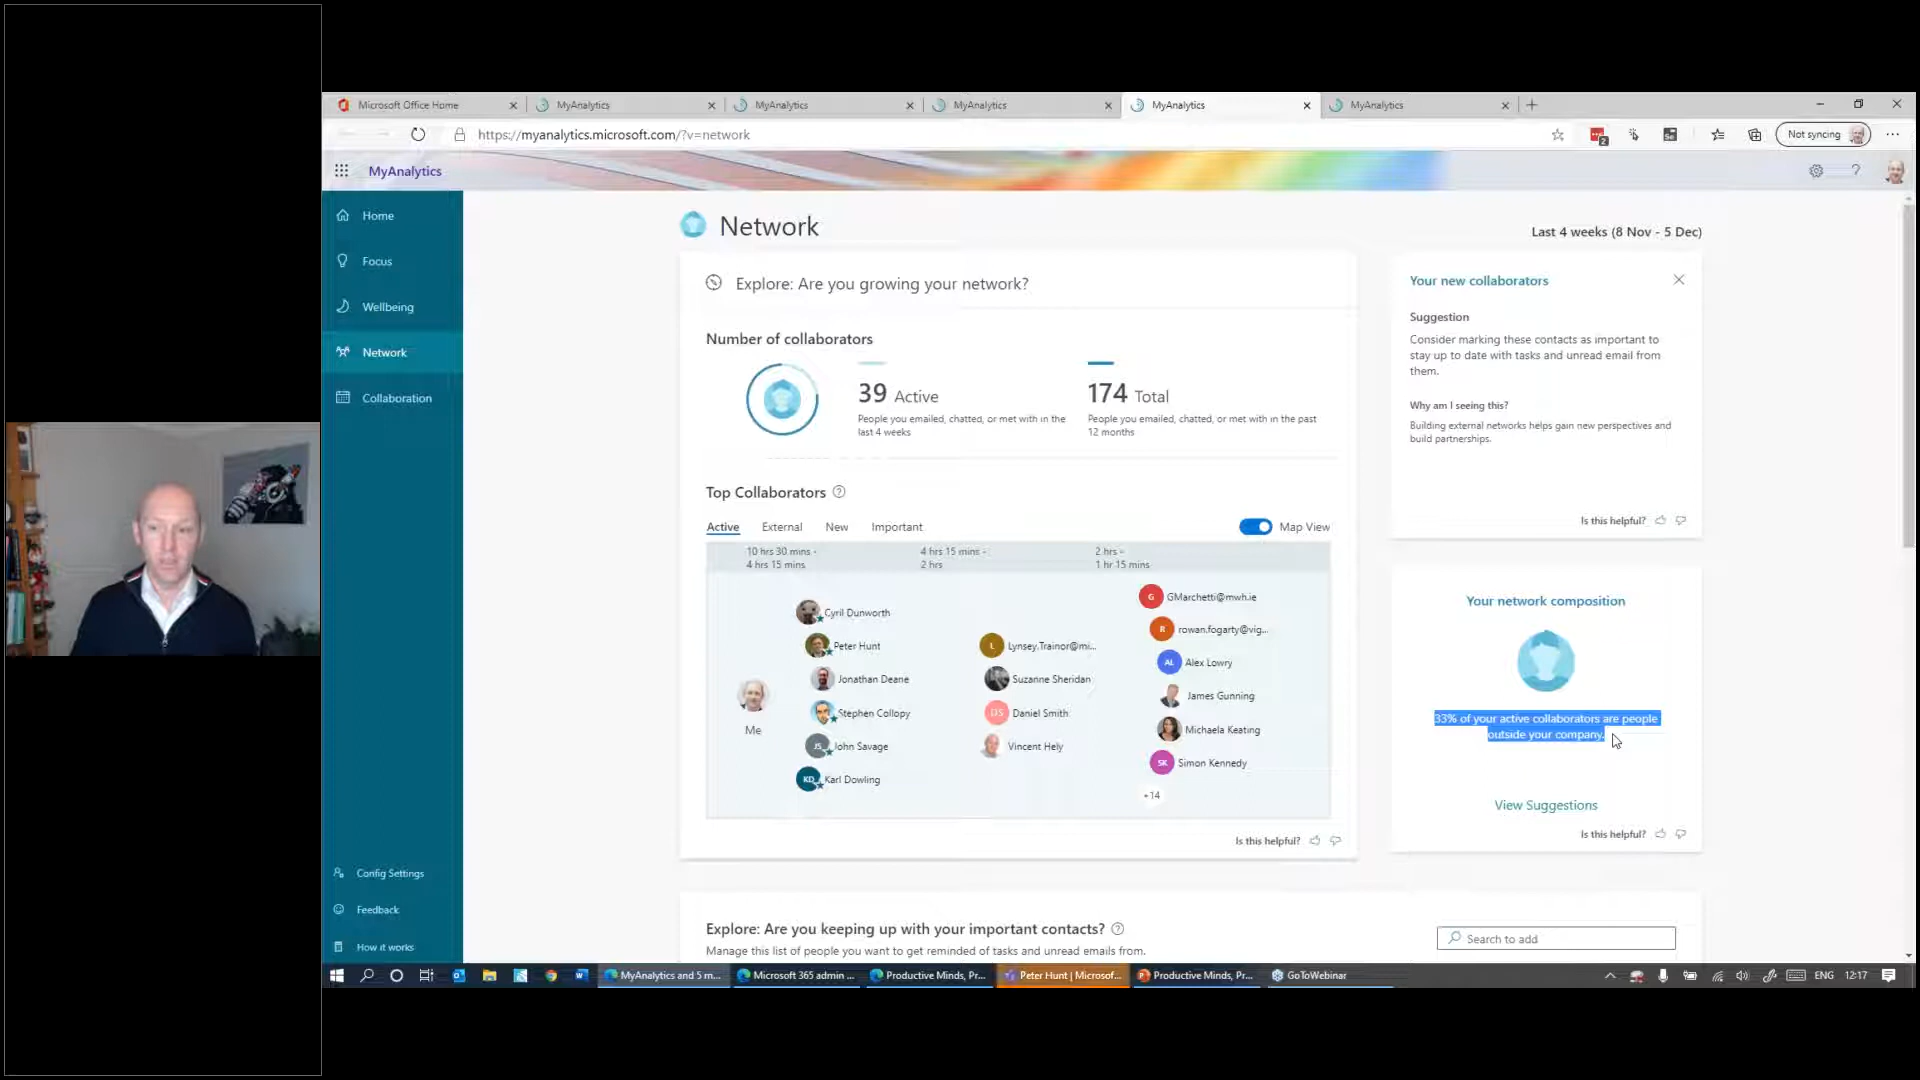 Microsoft Office Home
MyAnalytics
MyAnalytics
MyAnalytics
MyAnalytics
MyAnalytics
https://myanalytics.microsoft.com/?v=network
2
Not syncing
MyAnalytics
?
Home
Focus
Wellbeing
Network
Collaboration
Config Settings
Feedback
How it works
Network
Last 4 weeks (8 Nov - 5 Dec)
Explore: Are you growing your network?
Number of collaborators
39 Active
People you emailed, chatted, or met with in the
last 4 weeks
174 Total
People you emailed, chatted, or met with in the past
12 months
Top Collaborators ?
Active External New Important
Map View
10 hrs 30 mins -
4 hrs 15 mins
4 hrs 15 mins -
2 hrs
2 hrs -
1 hr 15 mins
Me
Cyril Dunworth
Peter Hunt
Jonathan Deane
Stephen Collopy
JS John Savage
KD Karl Dowling
L Lynsey.Trainor@mi...
Suzanne Sheridan
DS Daniel Smith
Vincent Hely
G GMarchetti@mwh.ie
R rowan.fogarty@vig...
AL Alex Lowry
James Gunning
Michaela Keating
SK Simon Kennedy
+14
Is this helpful?
Your new collaborators
Suggestion
Consider marking these contacts as important to
stay up to date with tasks and unread email from
them.
Why am I seeing this?
Building external networks helps gain new perspectives and
build partnerships.
Is this helpful?
Your network composition
33% of your active collaborators are people
outside your company.
View Suggestions
Is this helpful?
Explore: Are you keeping up with your important contacts? ?
Manage this list of people you want to get reminded of tasks and unread emails from.
Search to add
MyAnalytics and 5 m...
Microsoft 365 admin ...
Productive Minds, Pr...
Peter Hunt | Microsof...
Productive Minds, Pr...
GoToWebinar
ENG
12:17